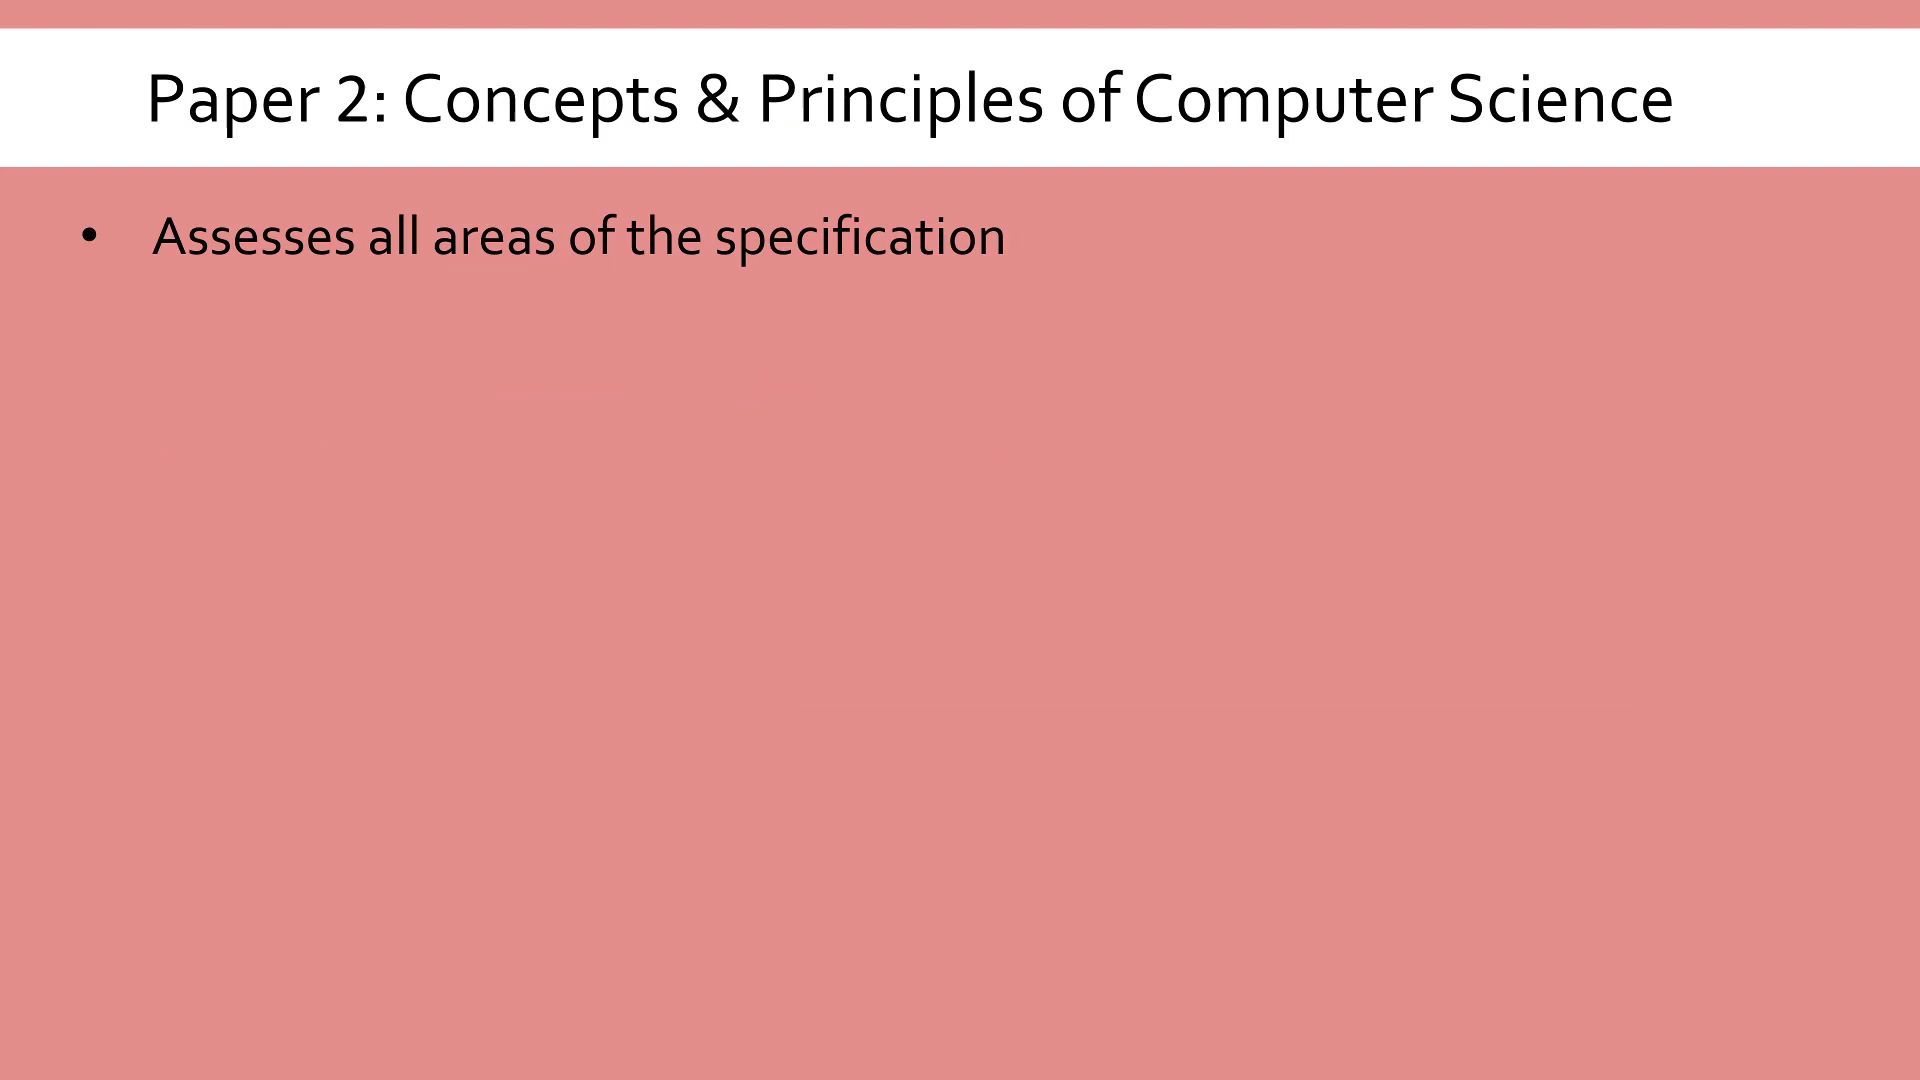 Paper 2: Concepts & Principles of Computer Science
• Assesses all areas of the specification